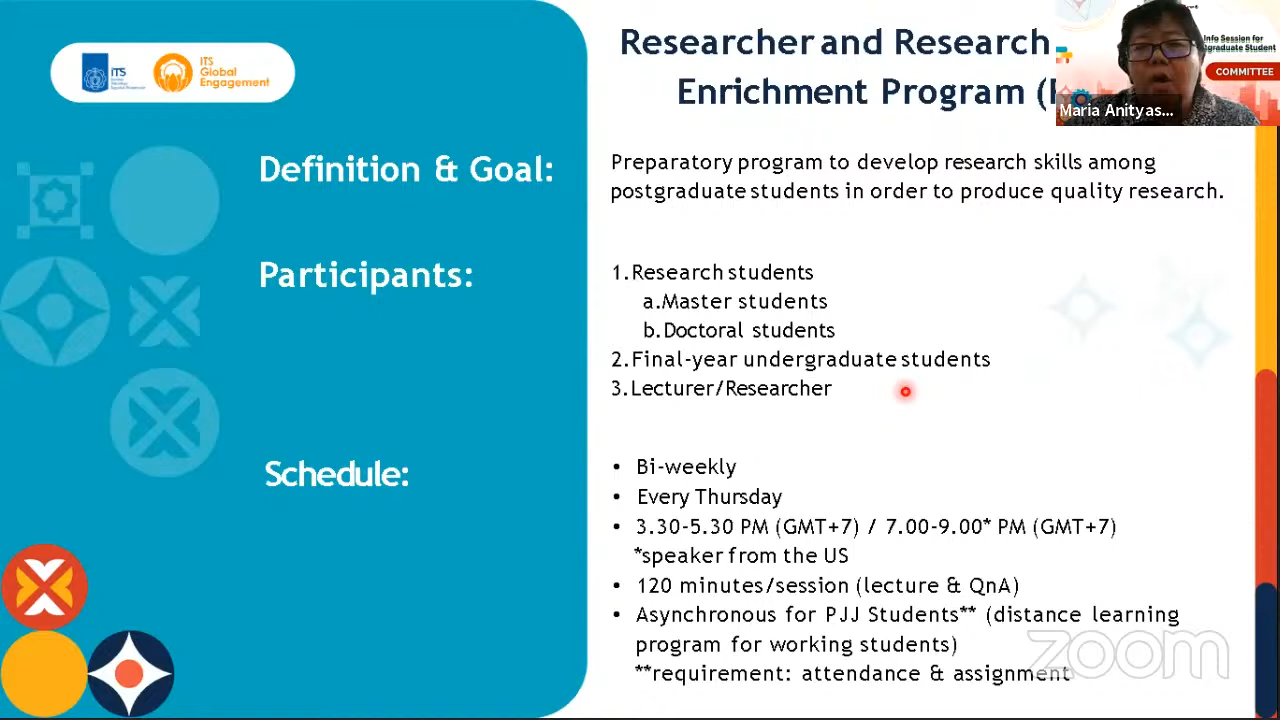 ITS
ITS
Global
Engagement
Researcher and Research
Enrichment Program (
Info Session for
tgraduate Student
COMMITTEE
Maria Anityas...
Definition & Goal:
Preparatory program to develop research skills among
postgraduate students in order to produce quality research.
Participants:
1.Research students
a.Master students
b.Doctoral students
2.Final-year undergraduate students
3.Lecturer/Researcher
Schedule:
• Bi-weekly
• Every Thursday
• 3.30-5.30 PM (GMT+7) / 7.00-9.00* PM (GMT+7)
*speaker from the US
• 120 minutes/session (lecture & QnA)
• Asynchronous for PJJ Students** (distance learning
program for working students)
**requirement: attendance & assignment
zoom